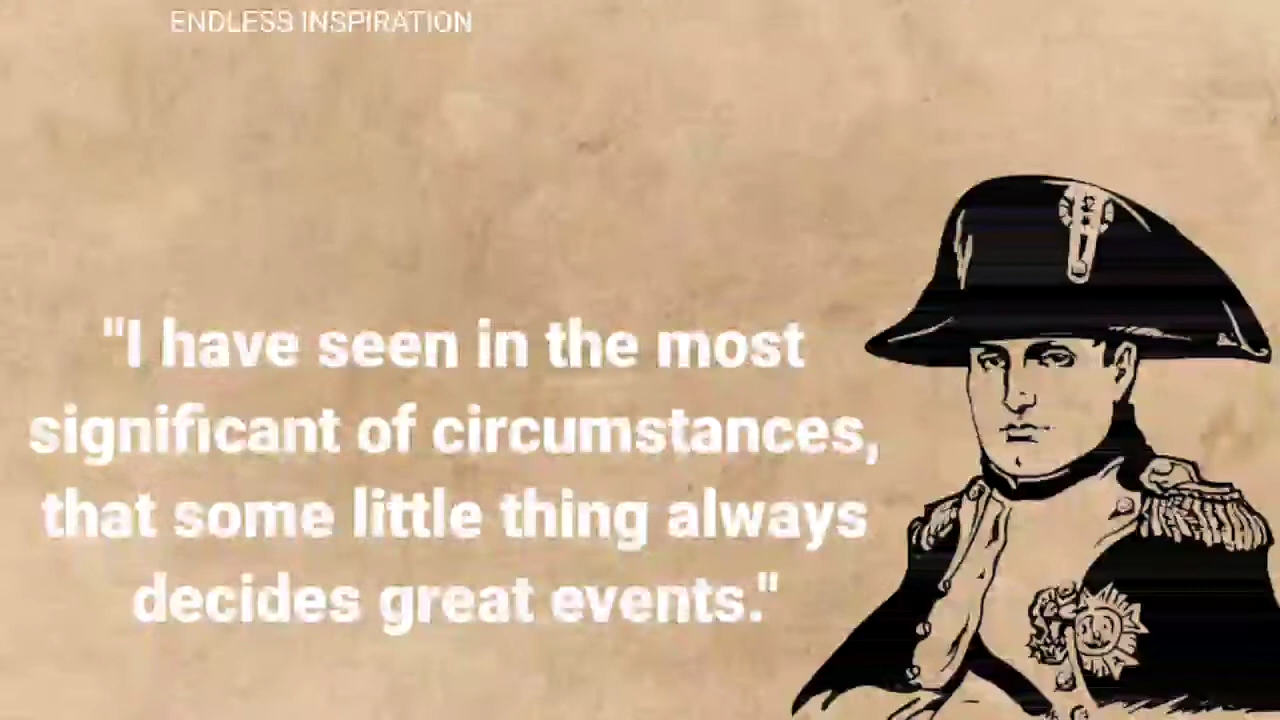 ENDLESS INSPIRATION
"I have seen in the most
significant of circumstances,
that some little thing always
decides great events."